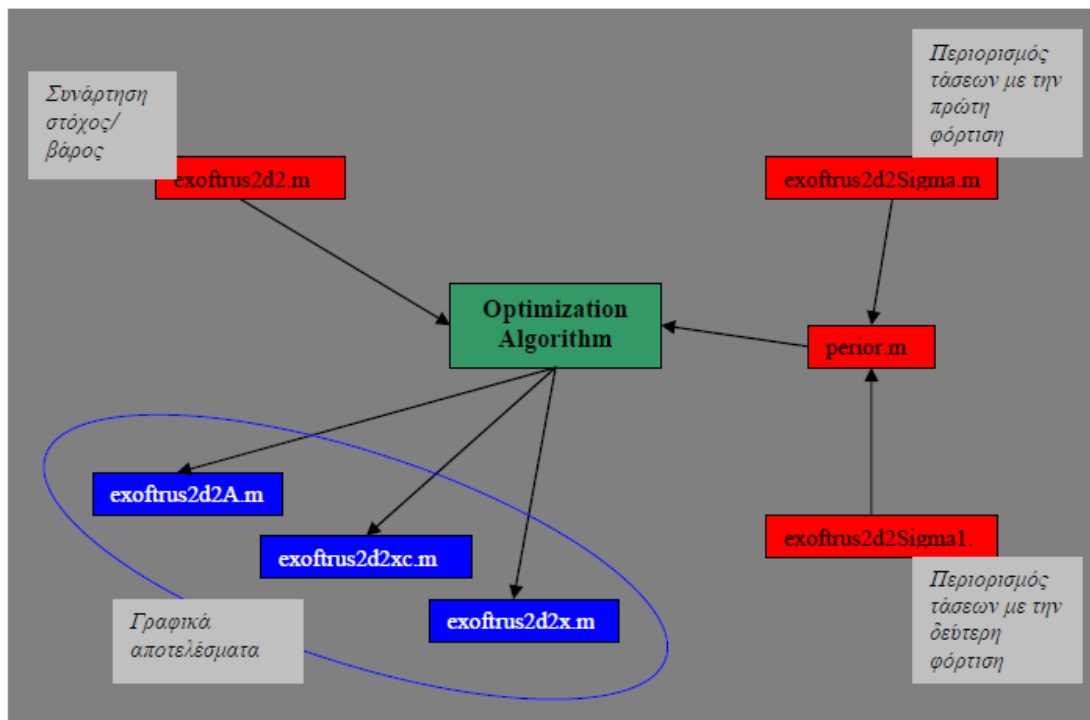 Συνάρτηση
στόχος/
βάρος
exoftrus2d2.m
Περιορισμός
τάσεων με την
πρώτη
φόρτιση
exoftrus2d2Sigma.m
Optimization
Algorithm
perior.m
exoftrus2d2A.m
exoftrus2d2xc.m
exoftrus2d2x.m
Γραφικά
αποτελέσματα
exoftrus2d2Sigma1.
Περιορισμός
τάσεων με την
δεύτερη
φόρτιση